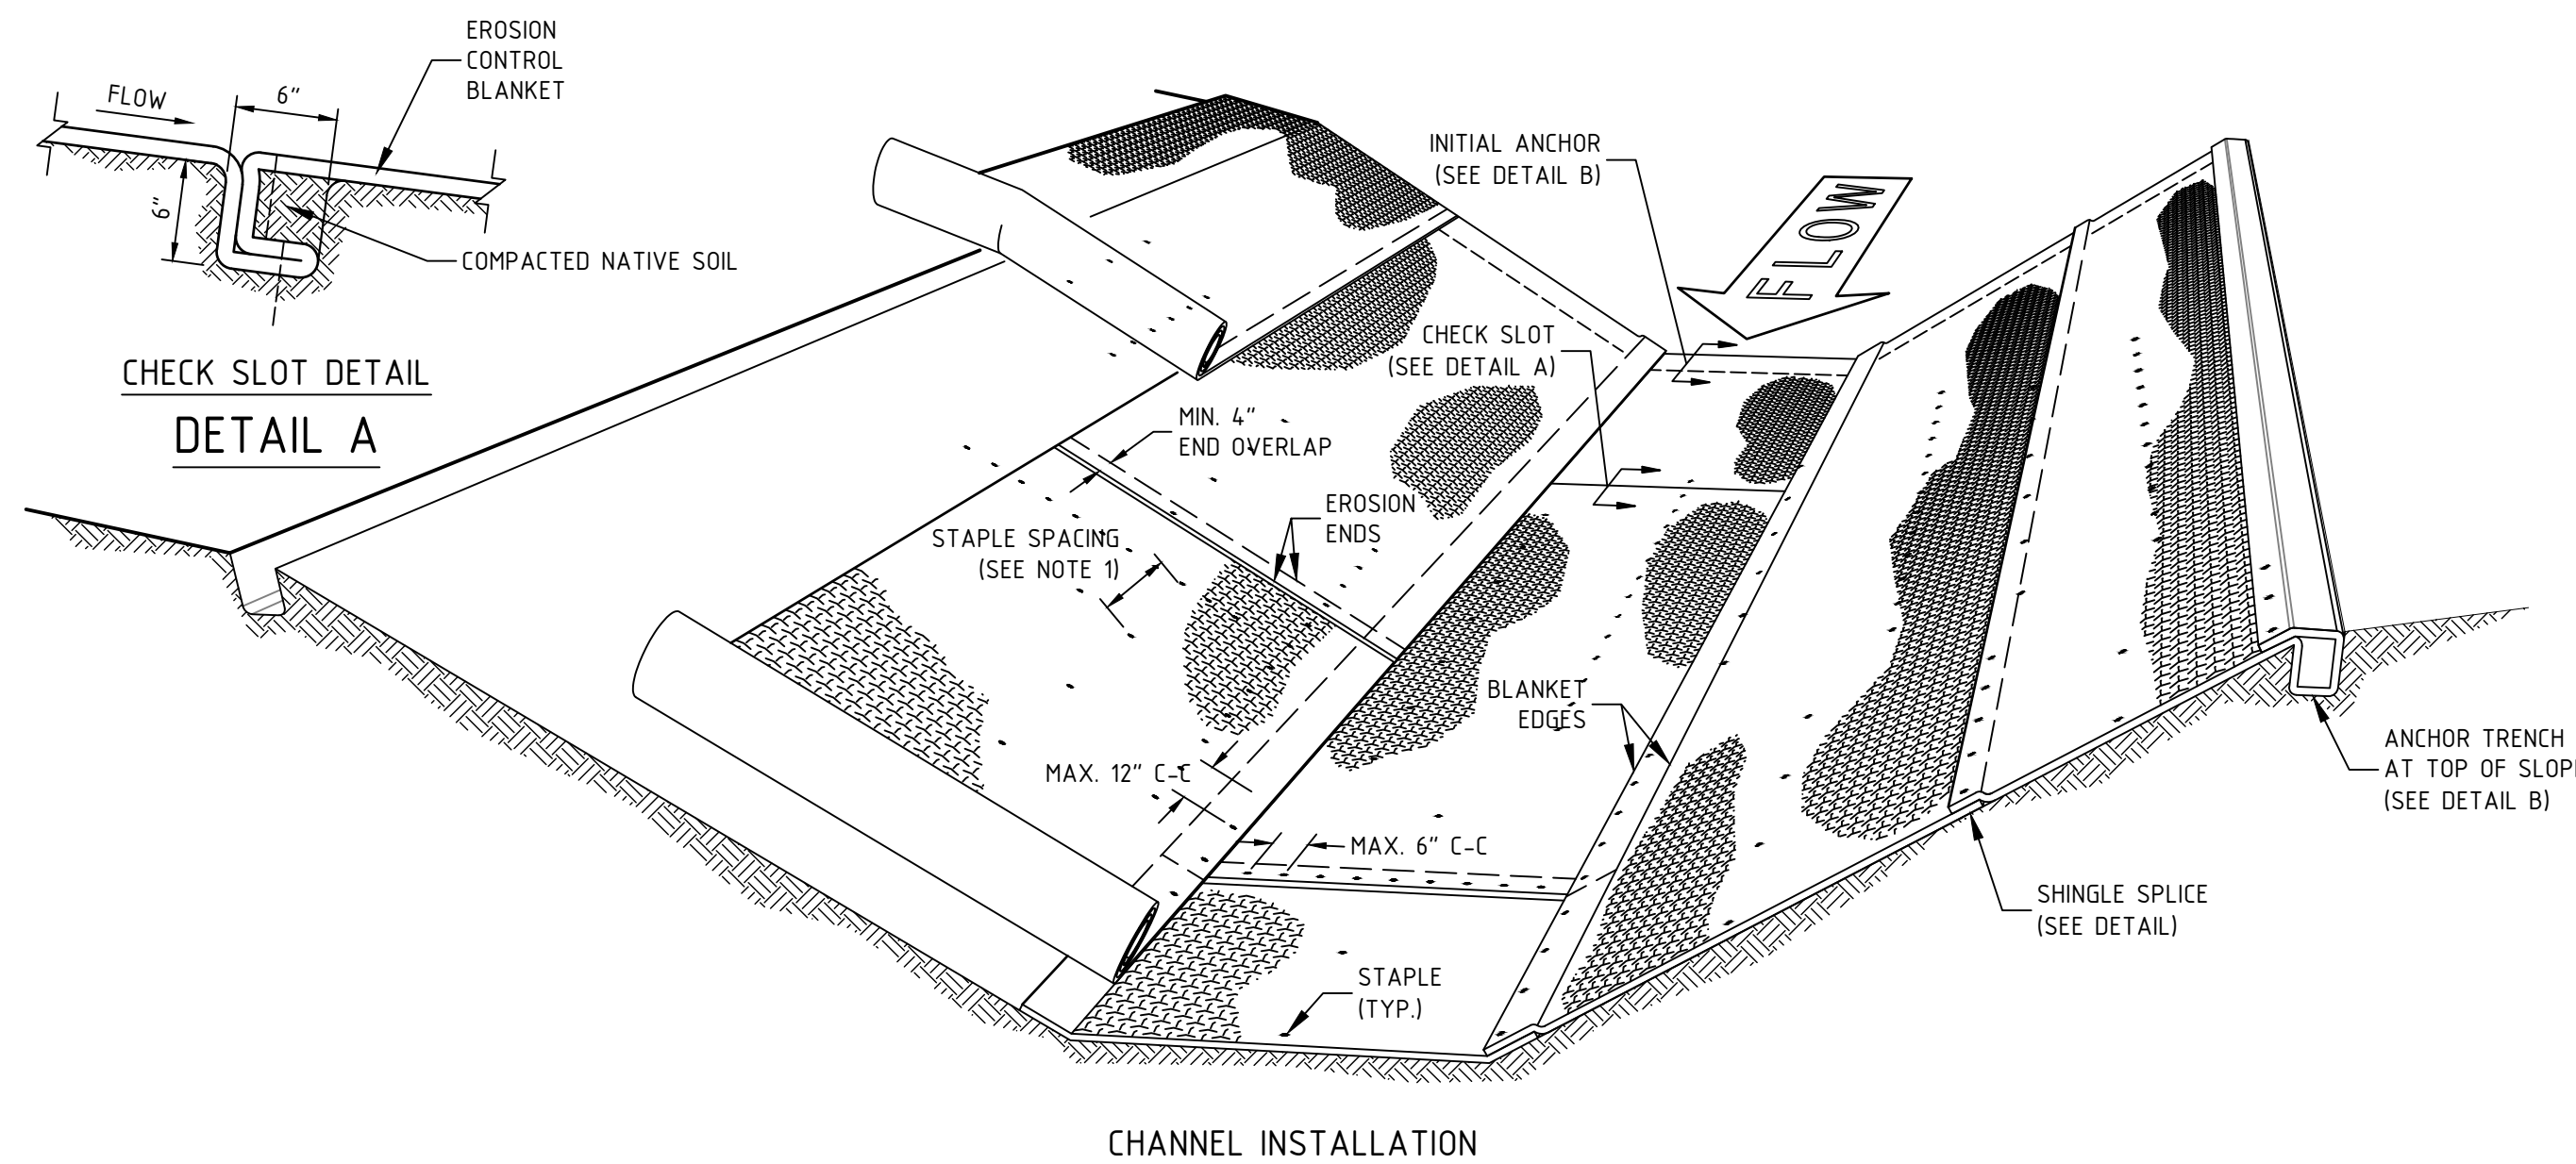 EROSION
CONTROL
BLANKET
FLOW
6"
6"
COMPACTED NATIVE SOIL
CHECK SLOT DETAIL
DETAIL A
INITIAL ANCHOR
(SEE DETAIL B)
FLOW
CHECK SLOT
(SEE DETAIL A)
MIN. 4"
END OVERLAP
EROSION
ENDS
STAPLE SPACING
(SEE NOTE 1)
BLANKET
EDGES
MAX. 12" C-C
MAX. 6" C-C
ANCHOR TRENCH
AT TOP OF SLOP
(SEE DETAIL B)
SHINGLE SPLICE
(SEE DETAIL)
STAPLE
(TYP.)
CHANNEL INSTALLATION